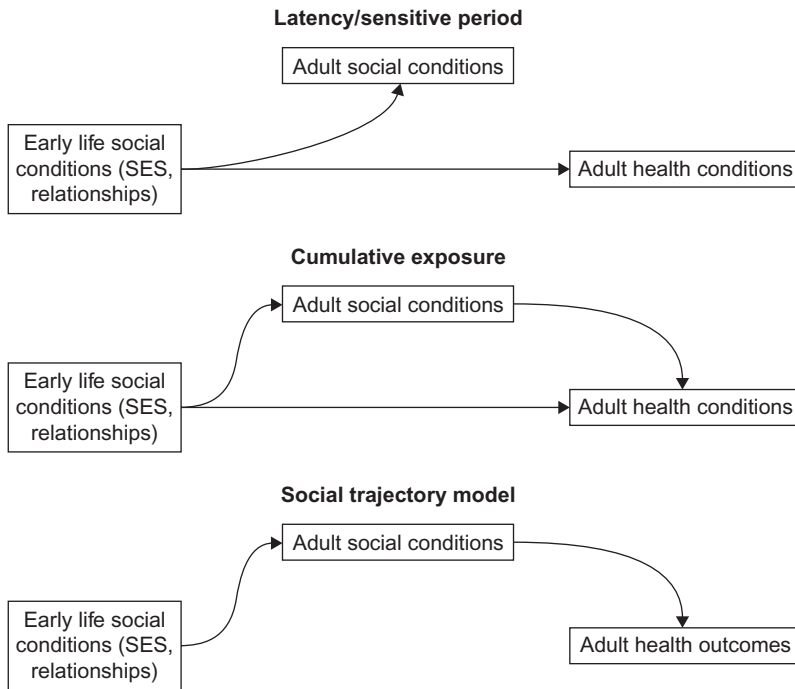 Latency/sensitive period
Adult social conditions
Early life social
conditions (SES,
relationships)
Adult health conditions
Cumulative exposure
Adult social conditions
Early life social
conditions (SES,
relationships)
Adult health conditions
Social trajectory model
Adult social conditions
Early life social
conditions (SES,
relationships)
Adult health outcomes